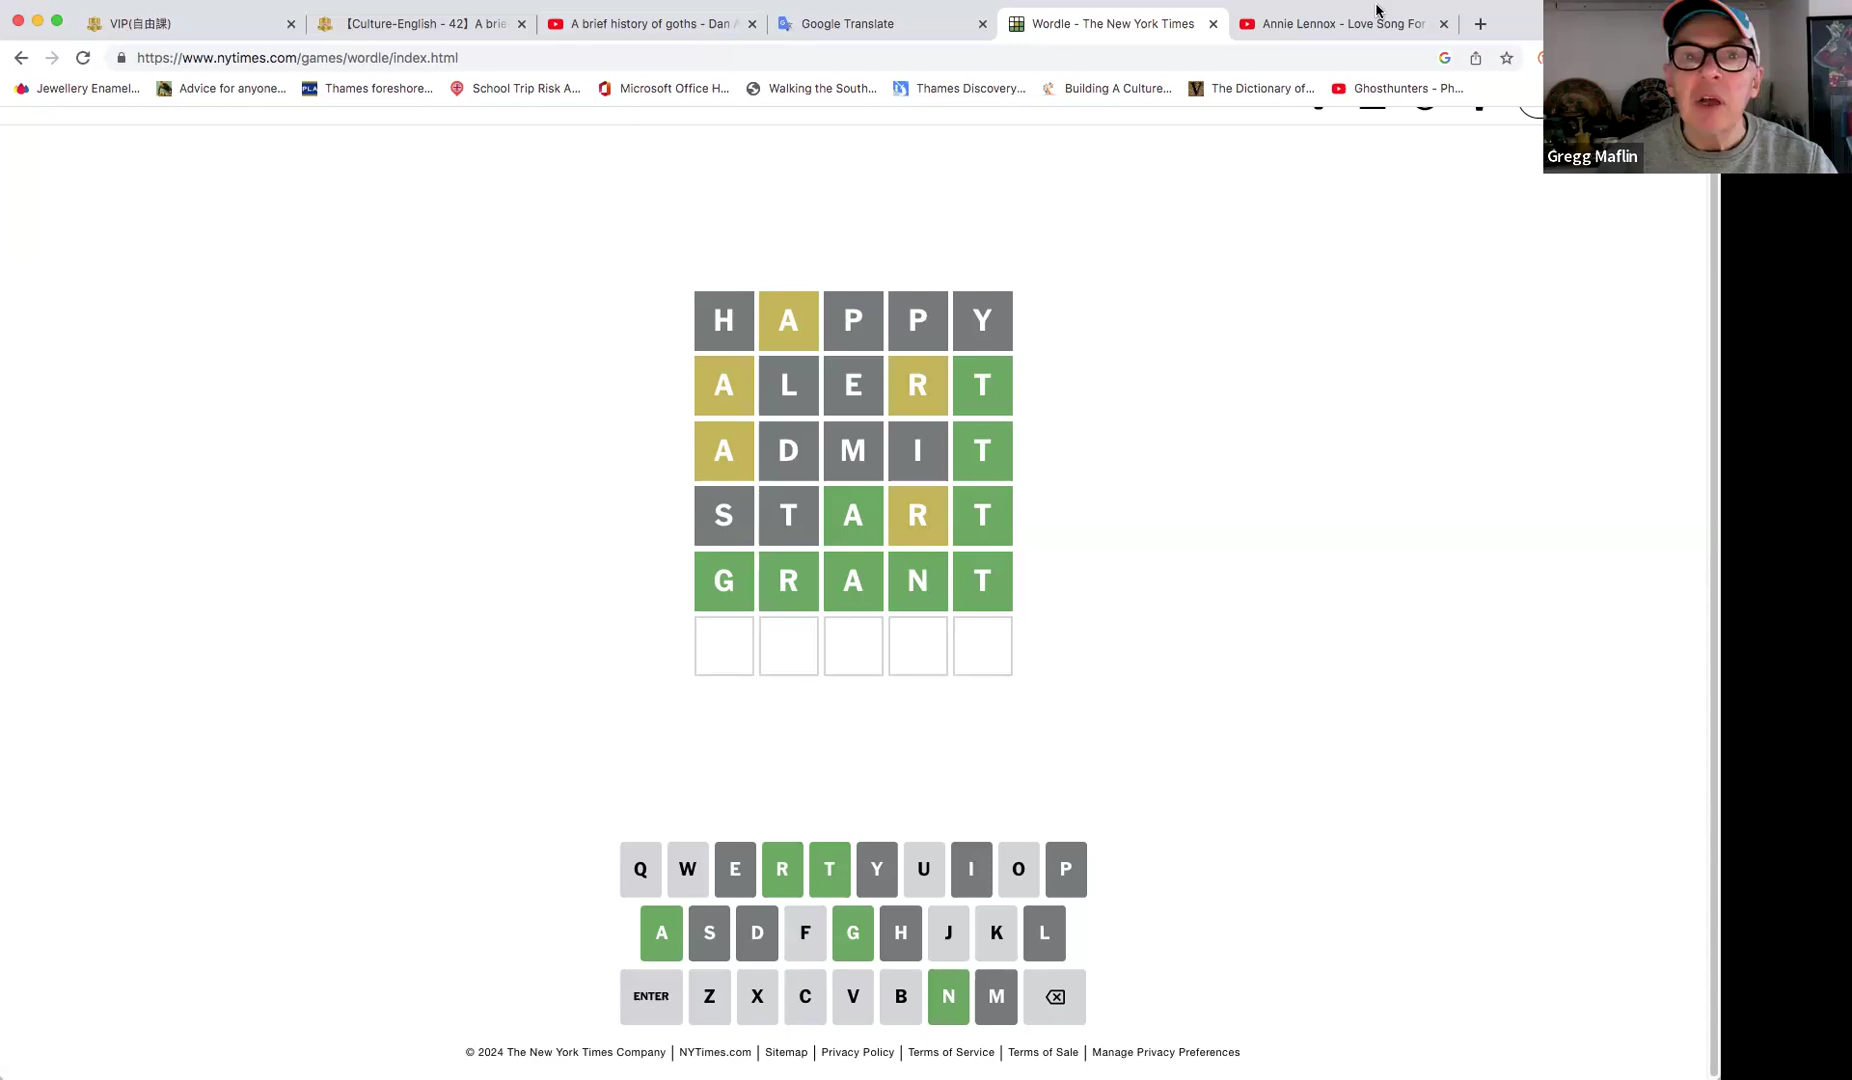 VIP(自由課)
【Culture-English - 42】A brie
A brief history of goths - Dan A
Google Translate
Wordle - The New York Times
Annie Lennox - Love Song For
https://www.nytimes.com/games/wordle/index.html
Jewellery Enamel...
Advice for anyone...
PLA
Thames foreshore...
School Trip Risk A...
Microsoft Office H...
Walking the South...
Thames Discovery...
Building A Culture...
The Dictionary of...
Ghosthunters - Ph...
Gregg Maflin
H A P P Y
A L E R T
A D M I T
S T A R T
G R A N T
Q W E R T Y U I O P
A S D F G H J K L
ENTER Z X C V B N M
© 2024 The New York Times Company | NYTimes.com | Sitemap | Privacy Policy | Terms of Service | Terms of Sale | Manage Privacy Preferences